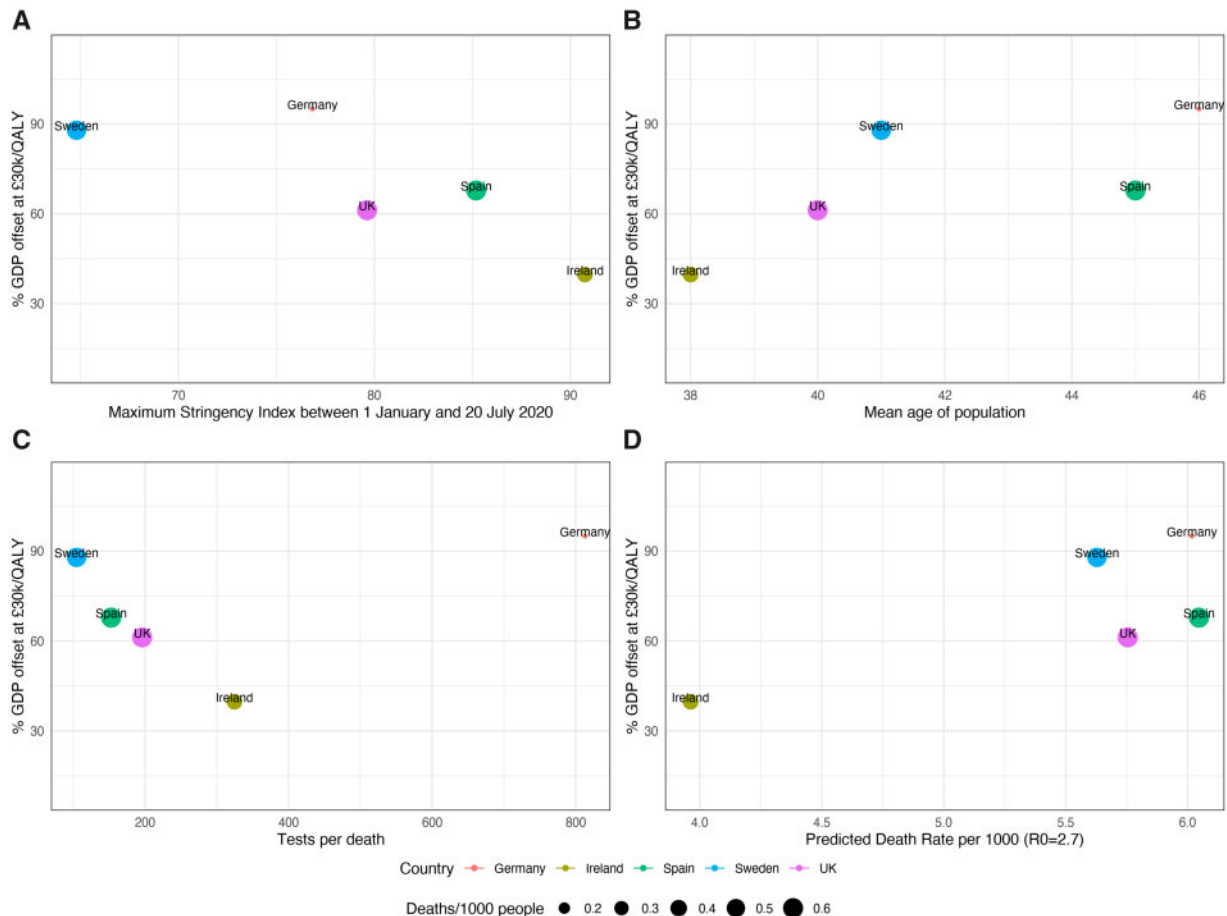 A
% GDP offset at £30k/QALY
90
60
30
Germany
Sweden
Spain
UK
Ireland
70
80
90
Maximum Stringency Index between 1 January and 20 July 2020
B
% GDP offset at £30k/QALY
90
60
30
Germany
Sweden
Spain
UK
Ireland
38
40
42
44
46
Mean age of population
C
% GDP offset at £30k/QALY
90
60
30
Germany
Sweden
Spain
UK
Ireland
200
400
600
800
Tests per death
D
% GDP offset at £30k/QALY
90
60
30
Germany
Sweden
Spain
UK
Ireland
4.0
4.5
5.0
5.5
6.0
Predicted Death Rate per 1000 (R0=2.7)
Country Germany Ireland Spain Sweden UK
Deaths/1000 people 0.2 0.3 0.4 0.5 0.6